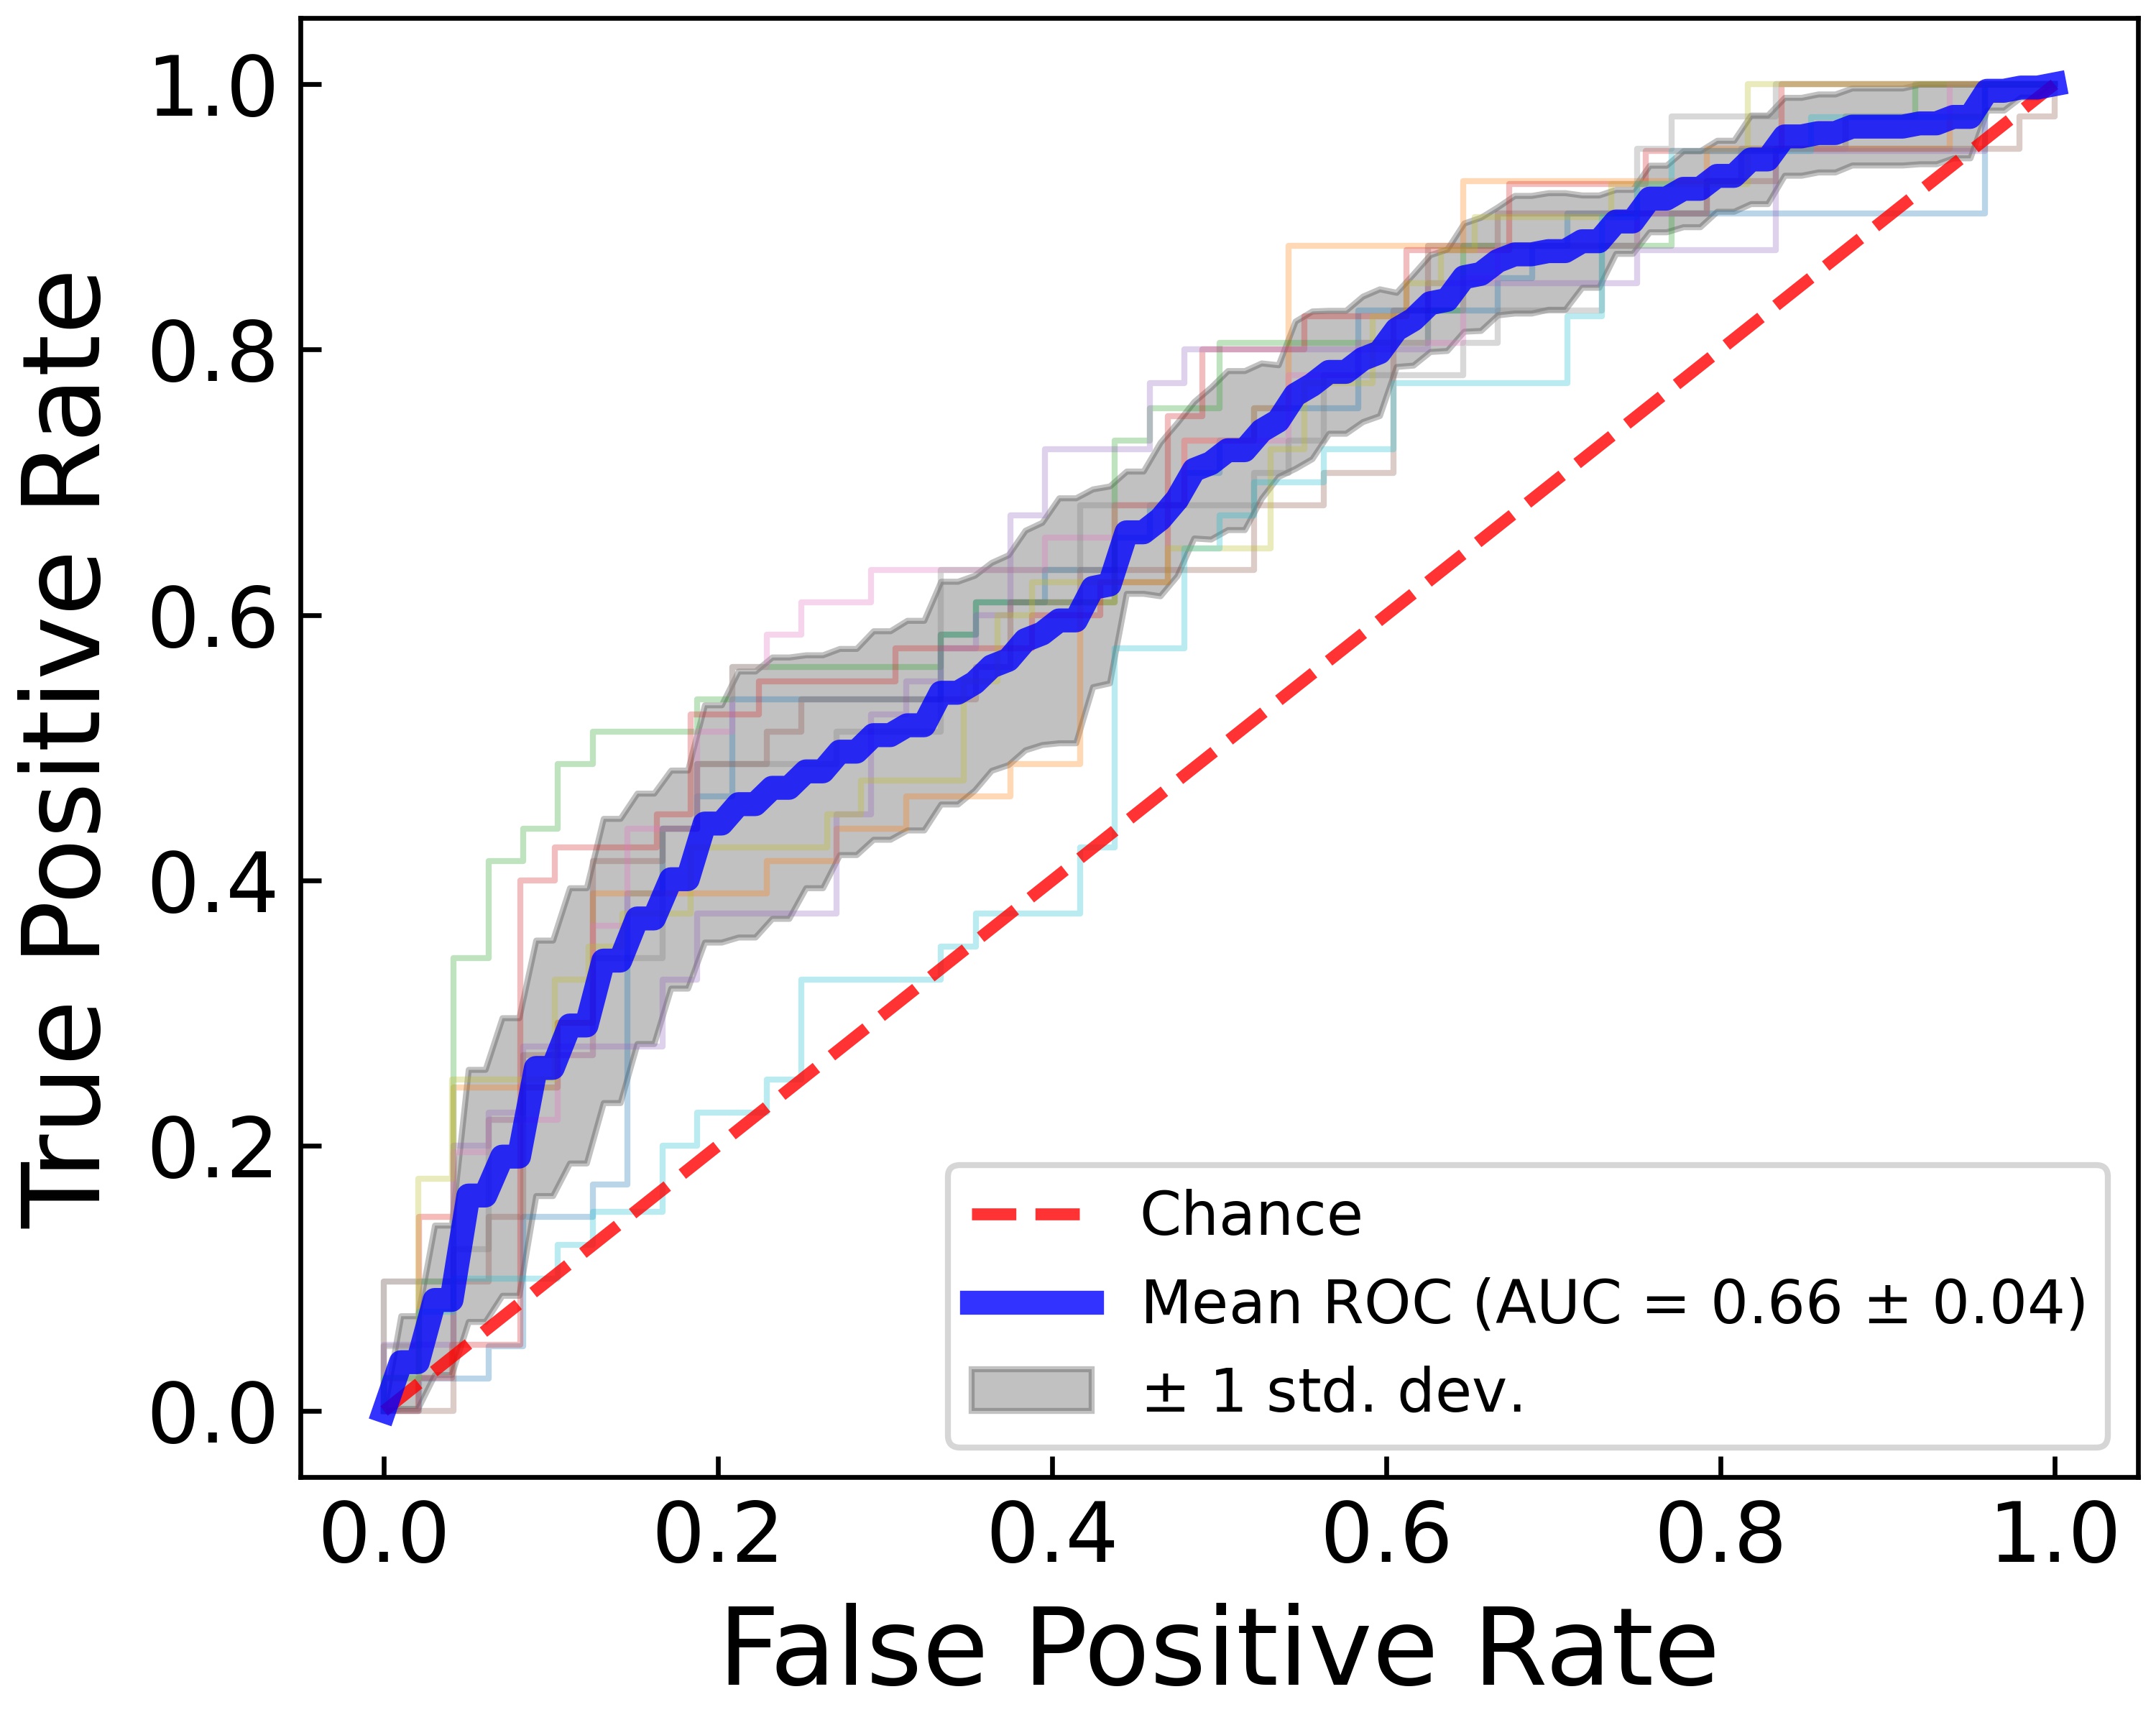 True Positive Rate
1.0
0.8
0.6
0.4
0.2
0.0
Chance
Mean ROC (AUC = 0.66 ± 0.04)
± 1 std. dev.
0.0 0.2 0.4 0.6 0.8 1.0
False Positive Rate